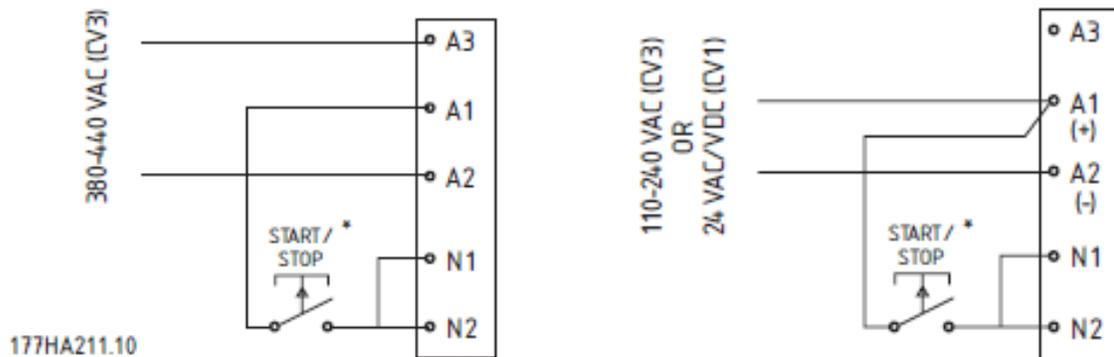 380-440 VAC (CV3)
A3
A1
A2
START/ *
STOP
N1
N2
177HA211.10
110-240 VAC (CV3)
OR
24 VAC/VDC (CV1)
A3
A1
(+)
A2
(-)
START/ *
STOP
N1
N2